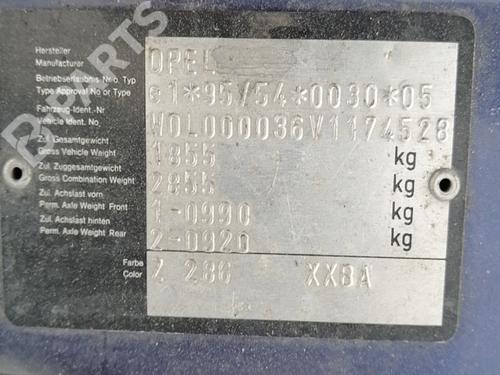 Hersteller
Manufacturer
OPEL
Betriebserlaubnis Nr.o. Typ
Type Approval No or Type
e1*95/54*0030*05
Fahrzeug-Ident.-Nr
Vehicle Ident. No.
W0L000036V1174528
Zul. Gesamtgewicht
Gross Vehicle Weight
1855 kg
Zul. Zuggesamtgewicht
Gross Combination Weight
2855 kg
Zul. Achslast vorn
Perm. Axle Weight Front
1-0990 kg
Zul. Achslast hinten
Perm. Axle Weight Rear
2-0920 kg
Farbe
Color
Z 286 XXBA
B-PARTS